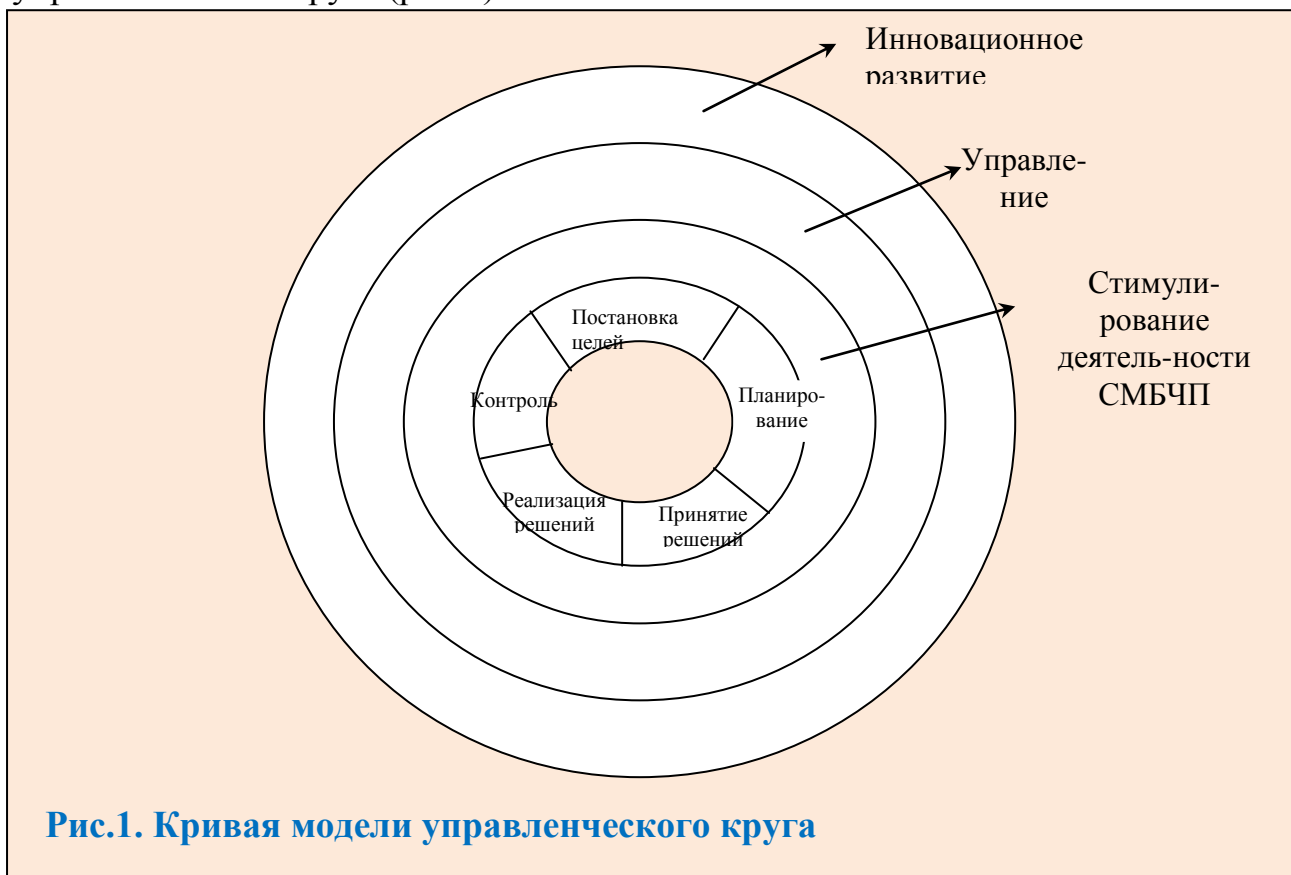 Инновационное
развитие
Управле-
ние
Стимули-
рование
деятель-ности
СМБЧП
Постановка
целей
Контроль
Планиро-
вание
Реализация
решений
Принятие
решений
Рис.1. Кривая модели управленческого круга